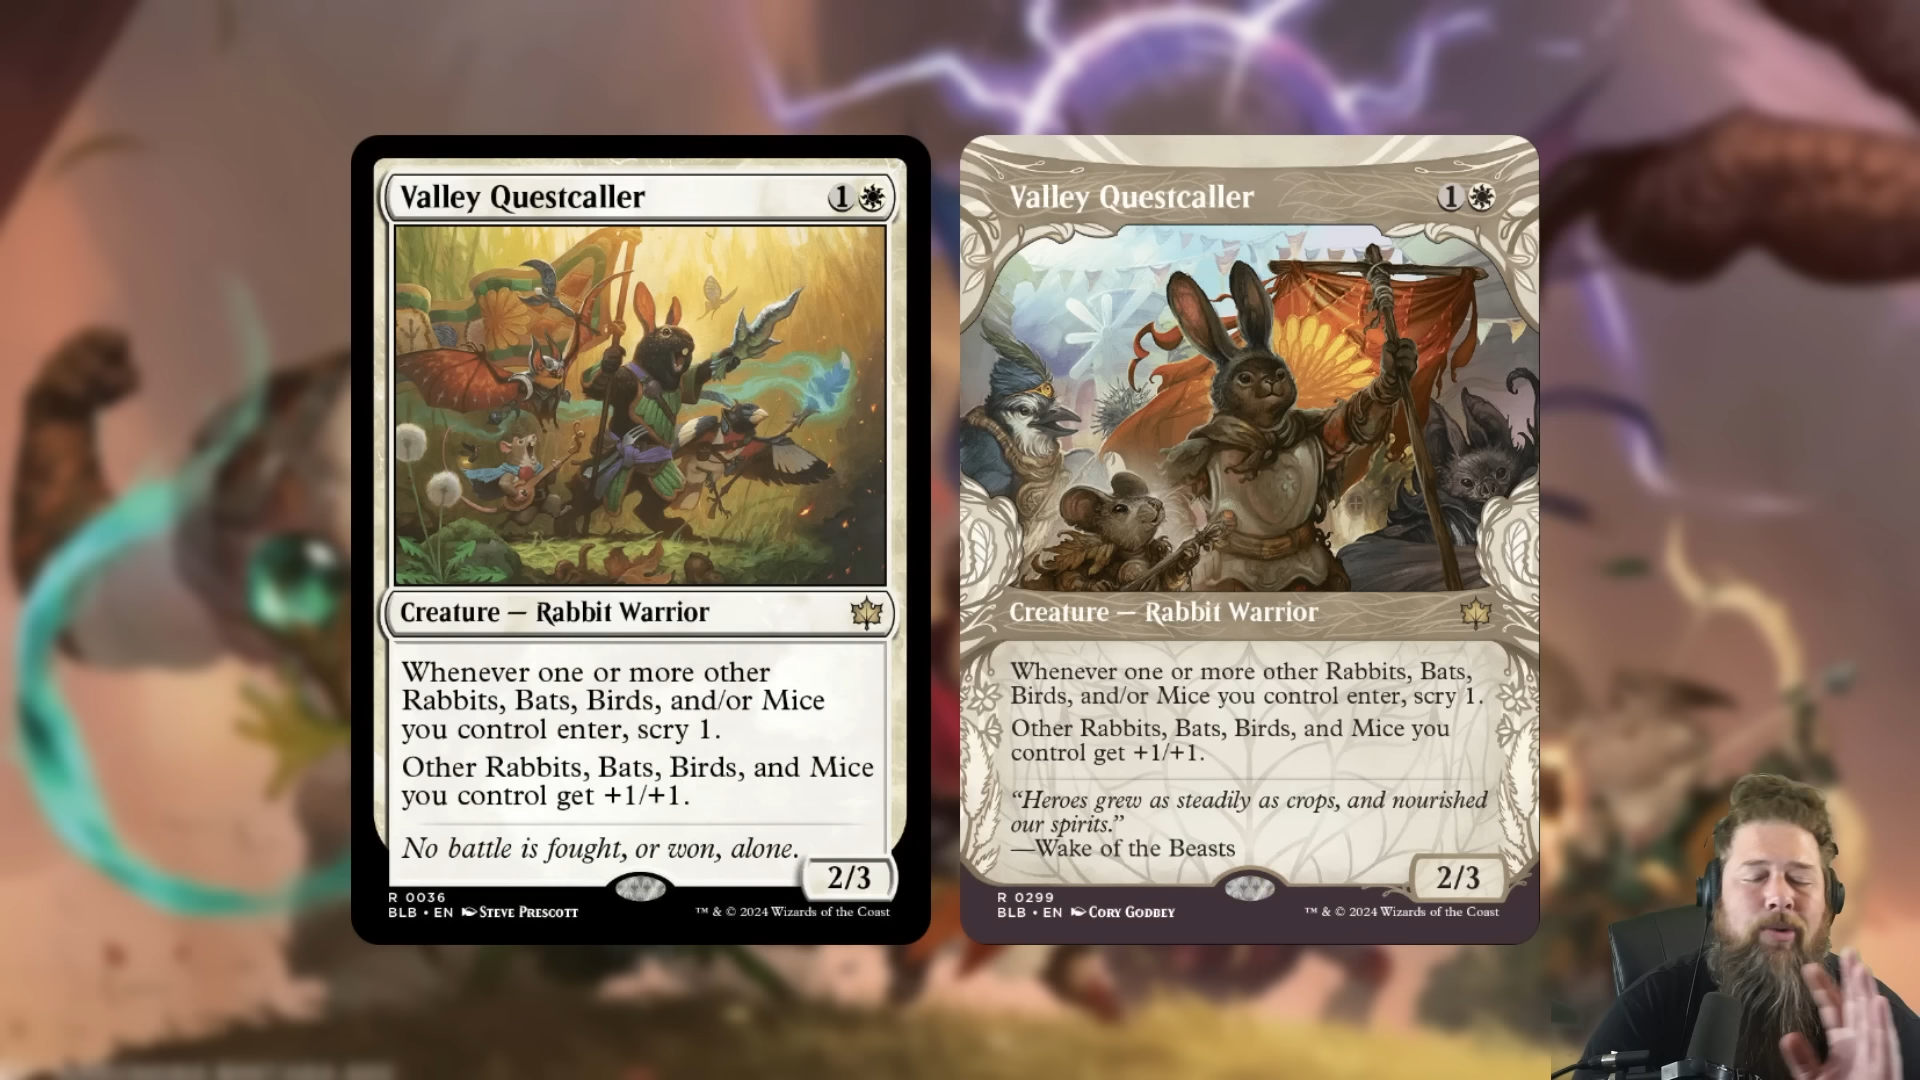 Valley Questcaller
1
Creature — Rabbit Warrior
Whenever one or more other
Rabbits, Bats, Birds, and/or Mice
you control enter, scry 1.
Other Rabbits, Bats, Birds, and Mice
you control get +1/+1.
No battle is fought, or won, alone.
2/3
R 0036
BLB • EN STEVE PRESCOTT
™ & © 2024 Wizards of the Coast
Valley Questcaller
1
Creature — Rabbit Warrior
Whenever one or more other Rabbits, Bats,
Birds, and/or Mice you control enter, scry 1.
Other Rabbits, Bats, Birds, and Mice you
control get +1/+1.
“Heroes grew as steadily as crops, and nourished
our spirits.”
—Wake of the Beasts
2/3
R 0299
BLB • EN CORY GODBEY
™ & © 2024 Wizards of the Coast